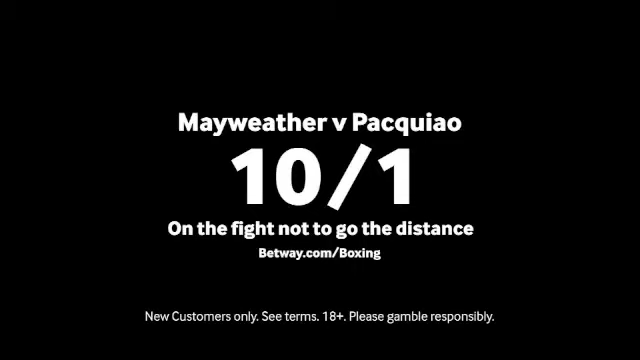 Mayweather v Pacquiao
10/1
On the fight not to go the distance
Betway.com/Boxing
New Customers only. See terms. 18+. Please gamble responsibly.